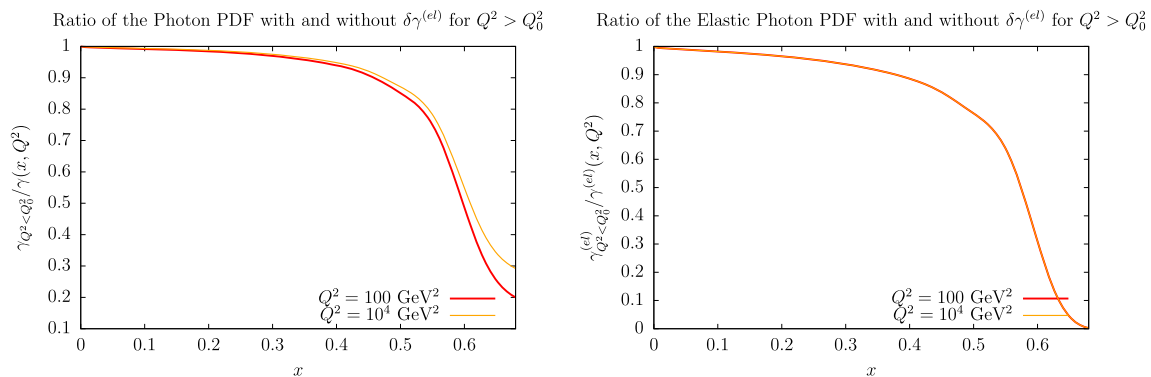 Ratio of the Photon PDF with and without δγ^{(el)} for Q² > Q₀²
γ_{Q²<Q₀²}/γ(x, Q²)
1
0.9
0.8
0.7
0.6
0.5
0.4
0.3
0.2
0.1
Q² = 100 GeV²
Q² = 10⁴ GeV²
0 0.1 0.2 0.3 0.4 0.5 0.6
x
Ratio of the Elastic Photon PDF with and without δγ^{(el)} for Q² > Q₀²
γ^{(el)}_{Q²<Q₀²}/γ^{(el)}(x, Q²)
1
0.9
0.8
0.7
0.6
0.5
0.4
0.3
0.2
0.1
0
Q² = 100 GeV²
Q² = 10⁴ GeV²
0 0.1 0.2 0.3 0.4 0.5 0.6
x